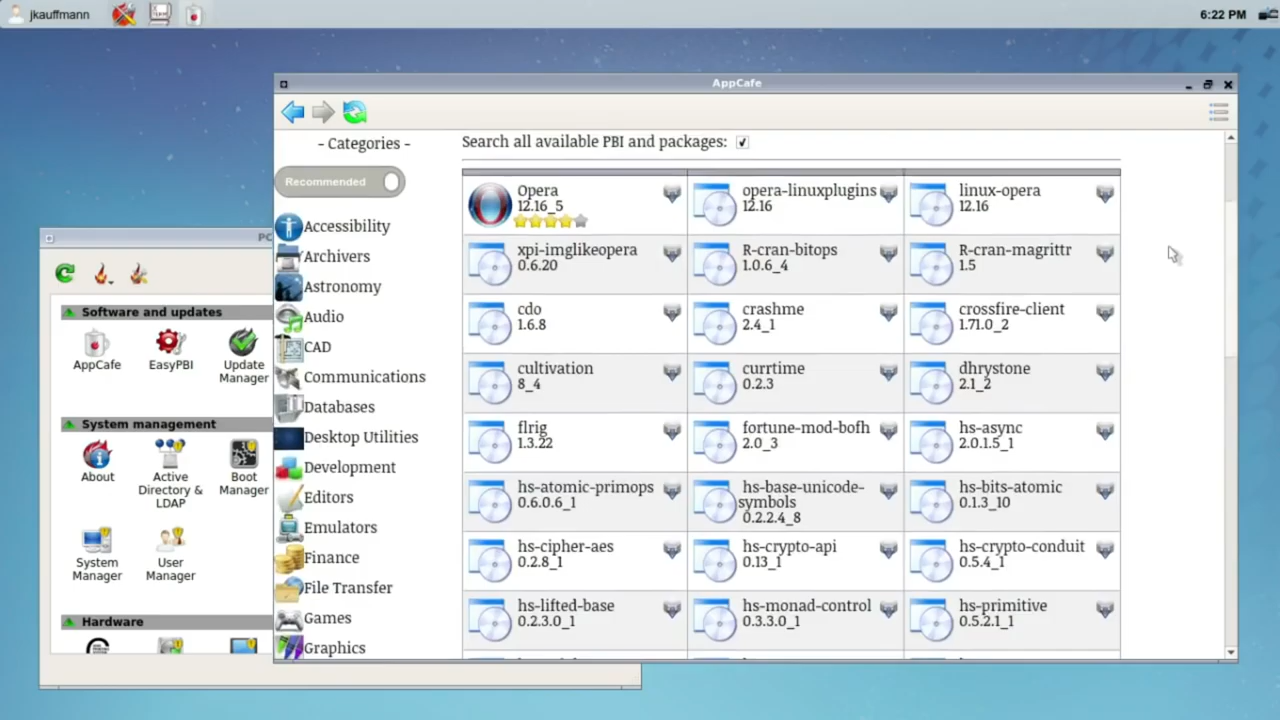 jkauffmann
6:22 PM
AppCafe
- Categories -
Search all available PBI and packages:
Recommended
Accessibility
Archivers
Astronomy
Audio
CAD
Communications
Databases
Desktop Utilities
Development
Editors
Emulators
Finance
File Transfer
Games
Graphics
Opera
12.16_5
opera-linuxplugins
12.16
linux-opera
12.16
xpi-imglikeopera
0.6.20
R-cran-bitops
1.0.6_4
R-cran-magrittr
1.5
cdo
1.6.8
crashme
2.4_1
crossfire-client
1.71.0_2
cultivation
8_4
currtime
0.2.3
dhrystone
2.1_2
flrig
1.3.22
fortune-mod-bofh
2.0_3
hs-async
2.0.1.5_1
hs-atomic-primops
0.6.0.6_1
hs-base-unicode-
symbols
0.2.2.4_8
hs-bits-atomic
0.1.3_10
hs-cipher-aes
0.2.8_1
hs-crypto-api
0.13_1
hs-crypto-conduit
0.5.4_1
hs-lifted-base
0.2.3.0_1
hs-monad-control
0.3.3.0_1
hs-primitive
0.5.2.1_1
PC
Software and updates
AppCafe
EasyPBI
Update
Manager
System management
About
Active
Directory &
LDAP
Boot
Manager
System
Manager
User
Manager
Hardware